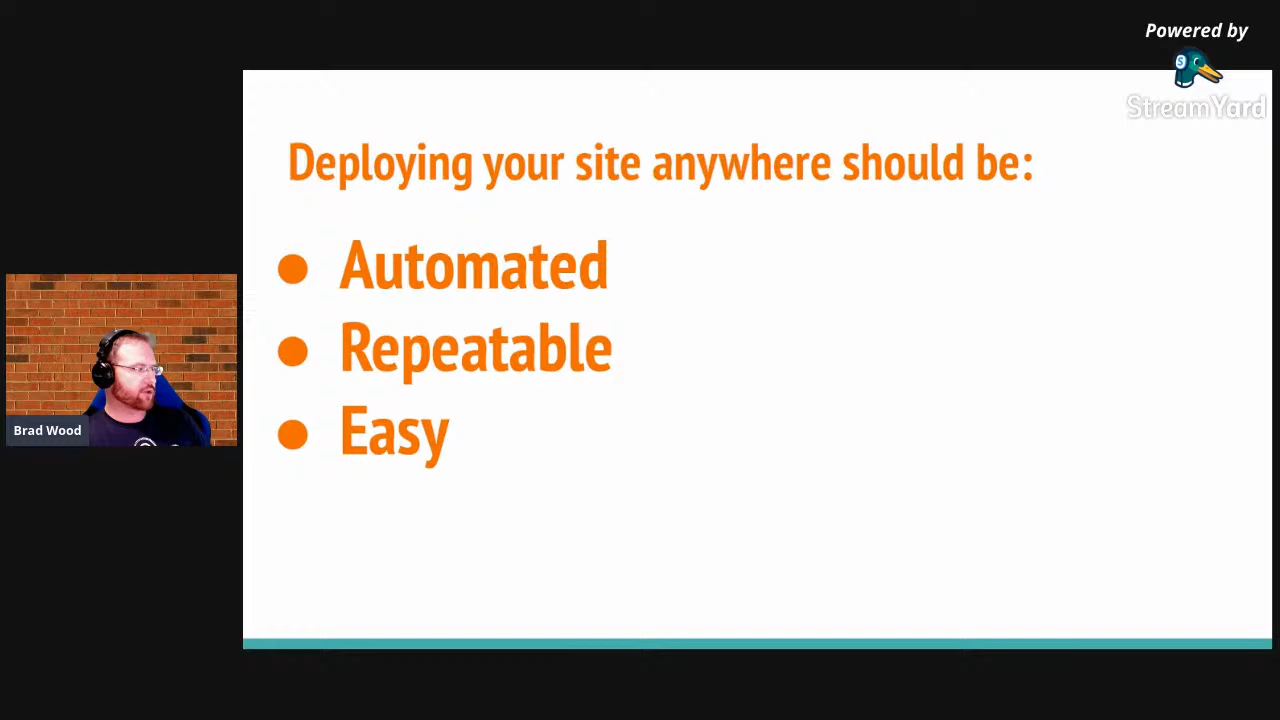 Powered by
StreamYard
Deploying your site anywhere should be:
● Automated
● Repeatable
● Easy
Brad Wood